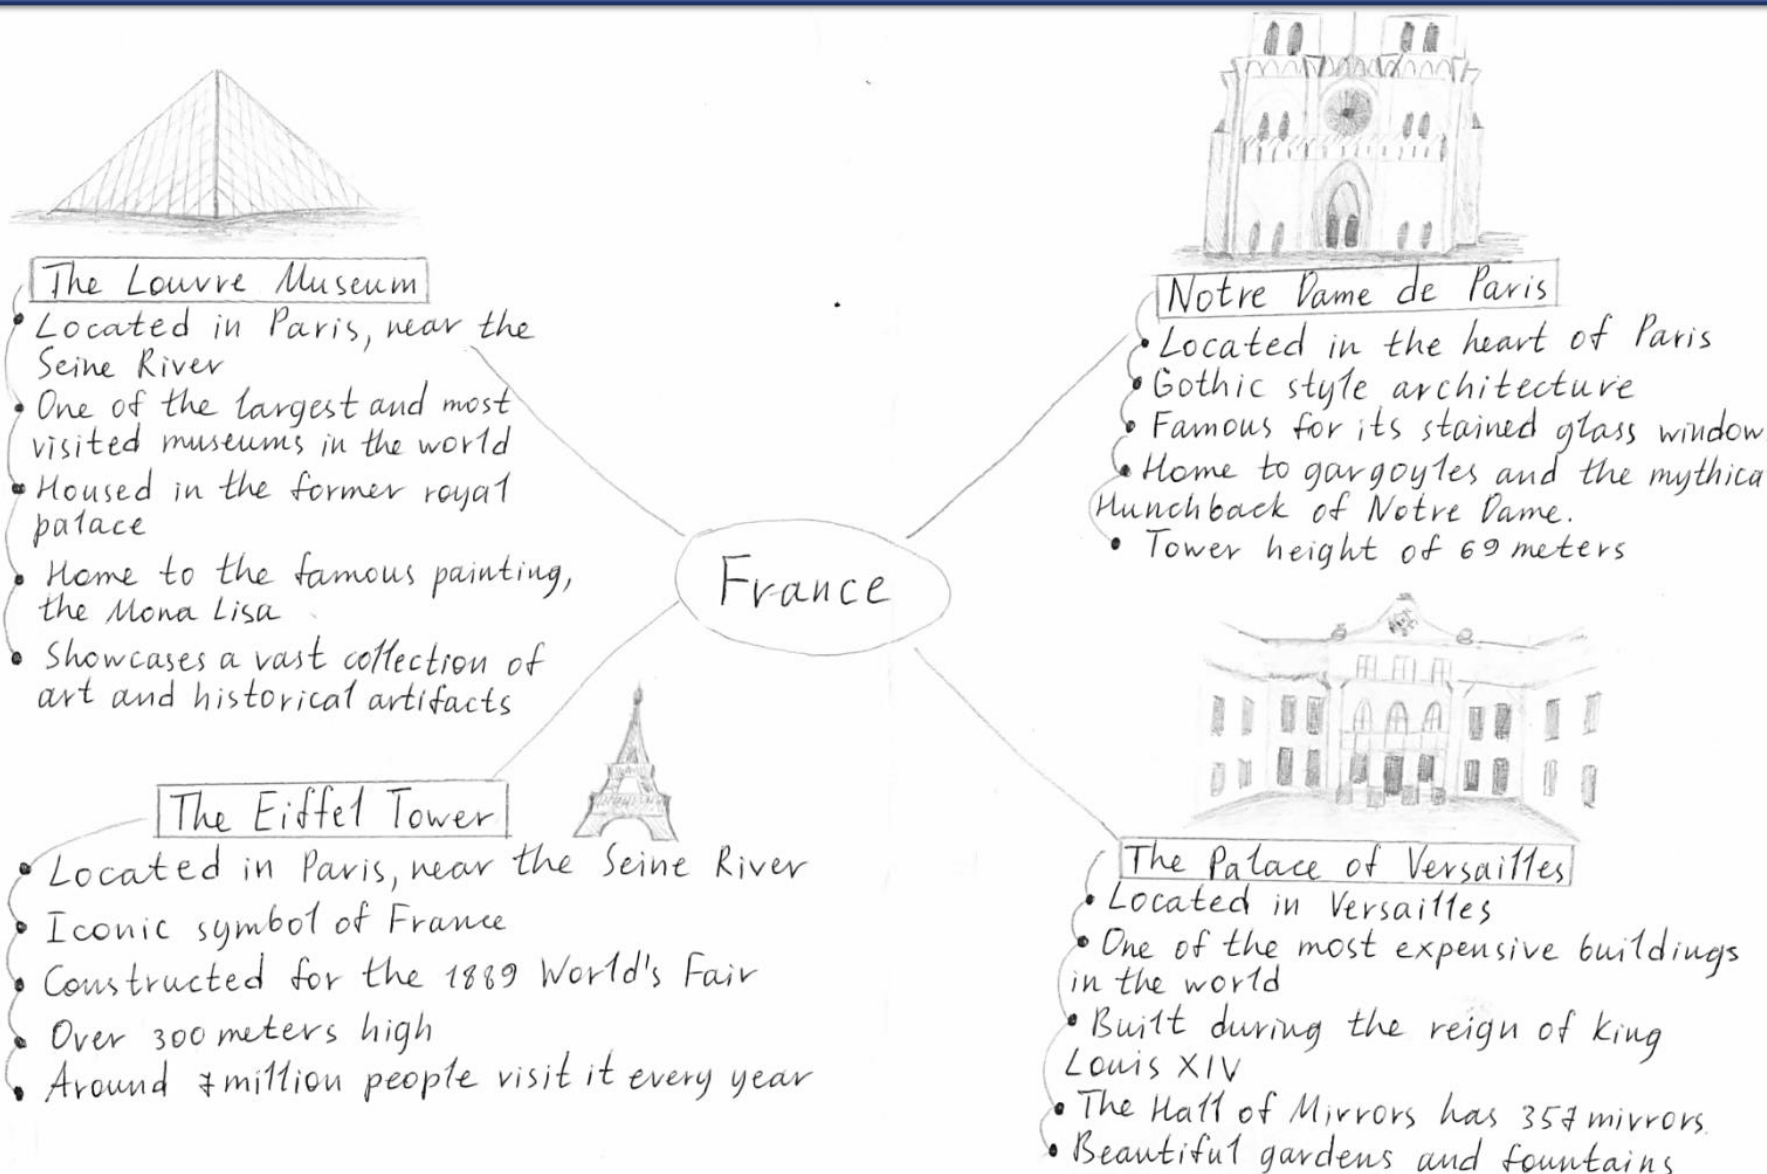 The Louvre Museum
Located in Paris, near the
Seine River
One of the largest and most
visited museums in the world
Housed in the former royal
palace
Home to the famous painting,
the Mona Lisa
Showcases a vast collection of
art and historical artifacts
Notre Dame de Paris
Located in the heart of Paris
Gothic style architecture
Famous for its stained glass window
Home to gargoyles and the mythica
Hunchback of Notre Dame.
Tower height of 69 meters
France
The Eiffel Tower
Located in Paris, near the Seine River
Iconic symbol of France
Constructed for the 1889 World's Fair
Over 300 meters high
Around 7 million people visit it every year
The Palace of Versailles
Located in Versailles
One of the most expensive buildings
in the world
Built during the reign of king
Louis XIV
The Hall of Mirrors has 357 mirrors.
Beautiful gardens and fountains